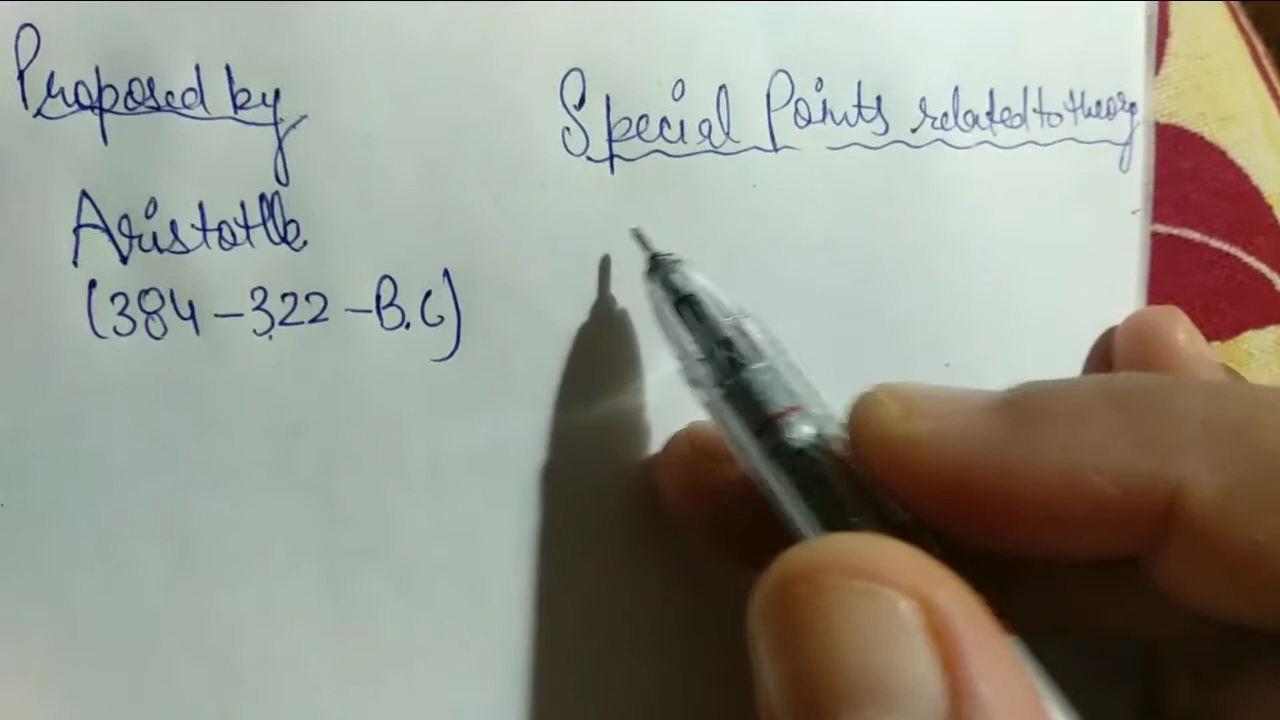 Proposed by
Special Points related to theory
Aristotle
(384-322-B.C)